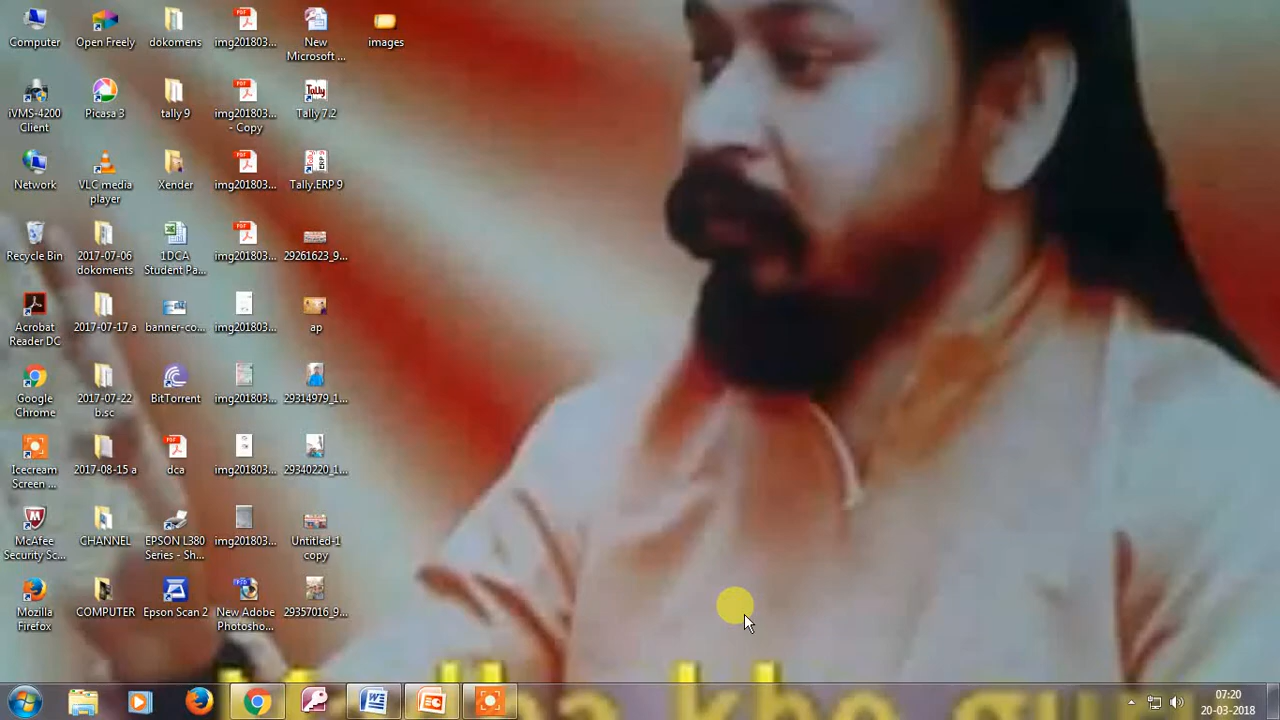 Computer
Open Freely
dokomens
img201803...
New
Microsoft ...
images
iVMS-4200
Client
Picasa 3
tally 9
img201803...
- Copy
Tally 7.2
Network
VLC media
player
Xender
img201803...
Tally.ERP 9
Recycle Bin
2017-07-06
dokoments
1DCA
Student Pa...
img201803...
29261623_9...
Acrobat
Reader DC
2017-07-17 a
banner-co...
img201803...
ap
Google
Chrome
2017-07-22
b.sc
BitTorrent
img201803...
29314979_1...
Icecream
Screen ...
2017-08-15 a
dca
img201803...
29340220_1...
McAfee
Security Sc...
CHANNEL
EPSON L380
Series - Sh...
img201803...
Untitled-1
copy
Mozilla
Firefox
COMPUTER
Epson Scan 2
New Adobe
Photosho...
29357016_9...
07:20
20-03-2018